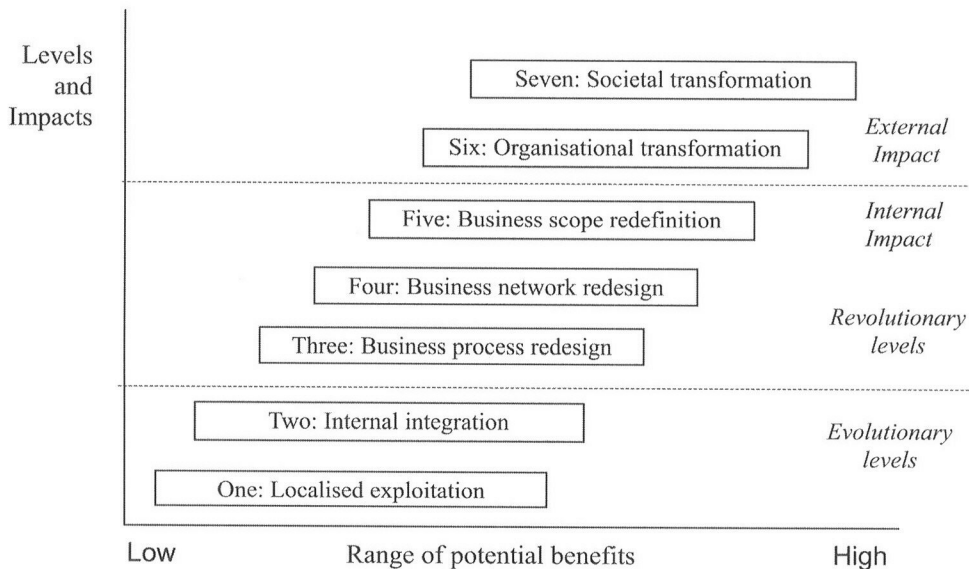 Levels
and
Impacts
Seven: Societal transformation
Six: Organisational transformation
External
Impact
Five: Business scope redefinition
Internal
Impact
Four: Business network redesign
Three: Business process redesign
Revolutionary
levels
Two: Internal integration
Evolutionary
levels
One: Localised exploitation
Low
Range of potential benefits
High